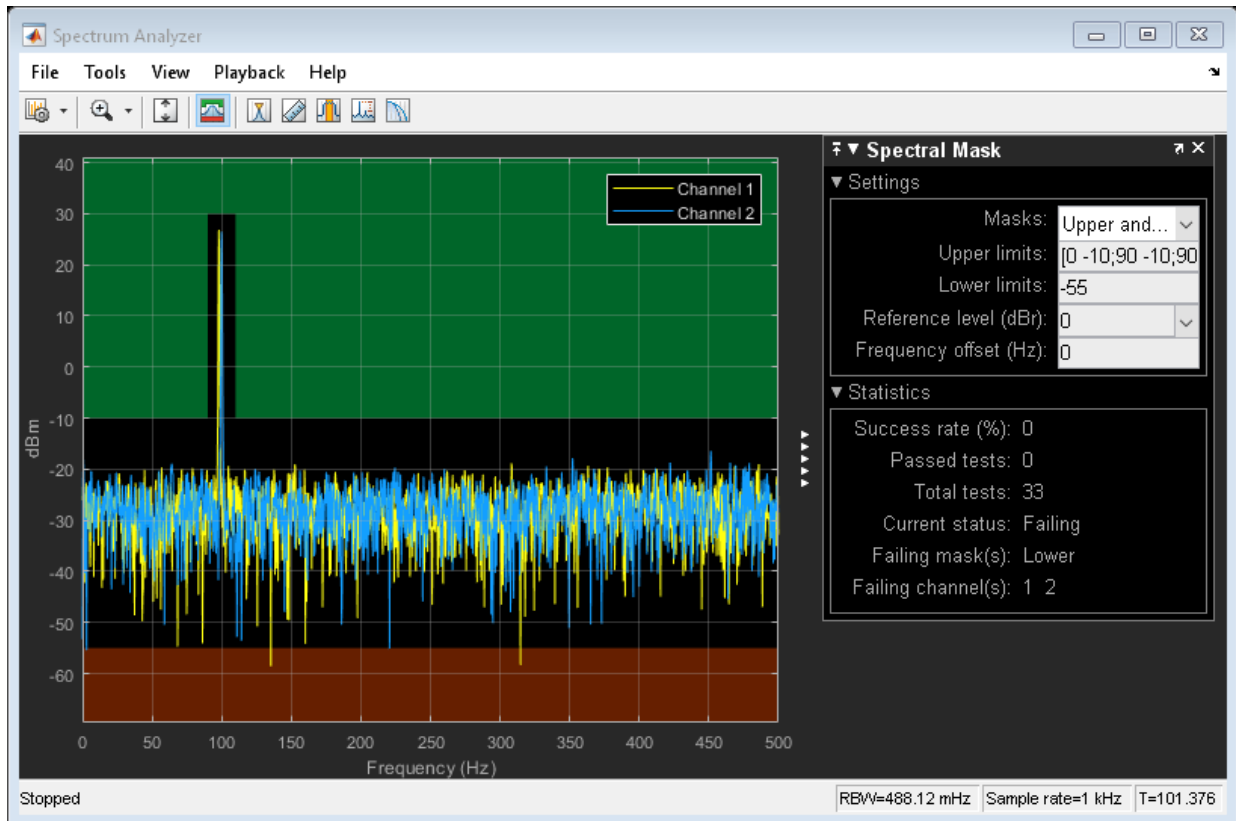 Spectrum Analyzer
File Tools View Playback Help
40
30
20
10
0
-10
-20
-30
-40
-50
-60
dBm
Channel 1
Channel 2
0 50 100 150 200 250 300 350 400 450 500
Frequency (Hz)
Spectral Mask
Settings
Masks: Upper and...
Upper limits: [0 -10;90 -10;90
Lower limits: -55
Reference level (dBr): 0
Frequency offset (Hz): 0
Statistics
Success rate (%): 0
Passed tests: 0
Total tests: 33
Current status: Failing
Failing mask(s): Lower
Failing channel(s): 1 2
Stopped
RBW=488.12 mHz Sample rate=1 kHz T=101.376